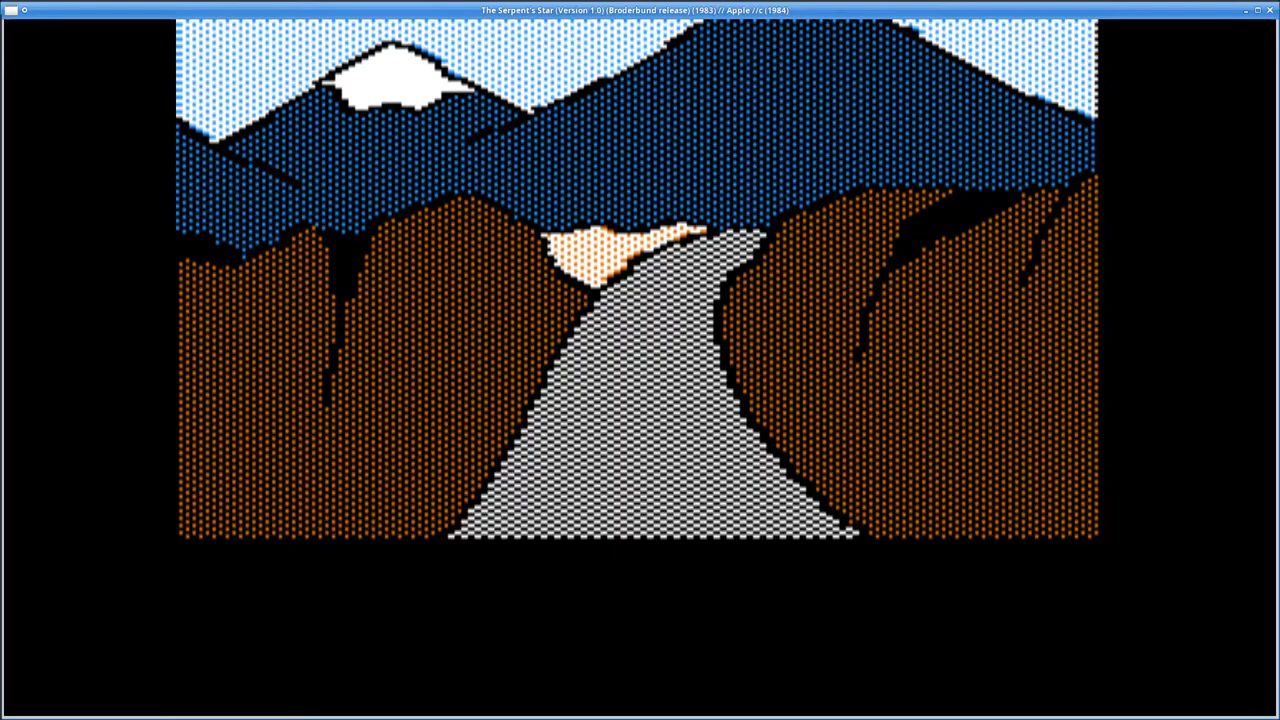 The Serpent's Star (Version 1.0) (Broderbund release) (1983) // Apple //c (1984)